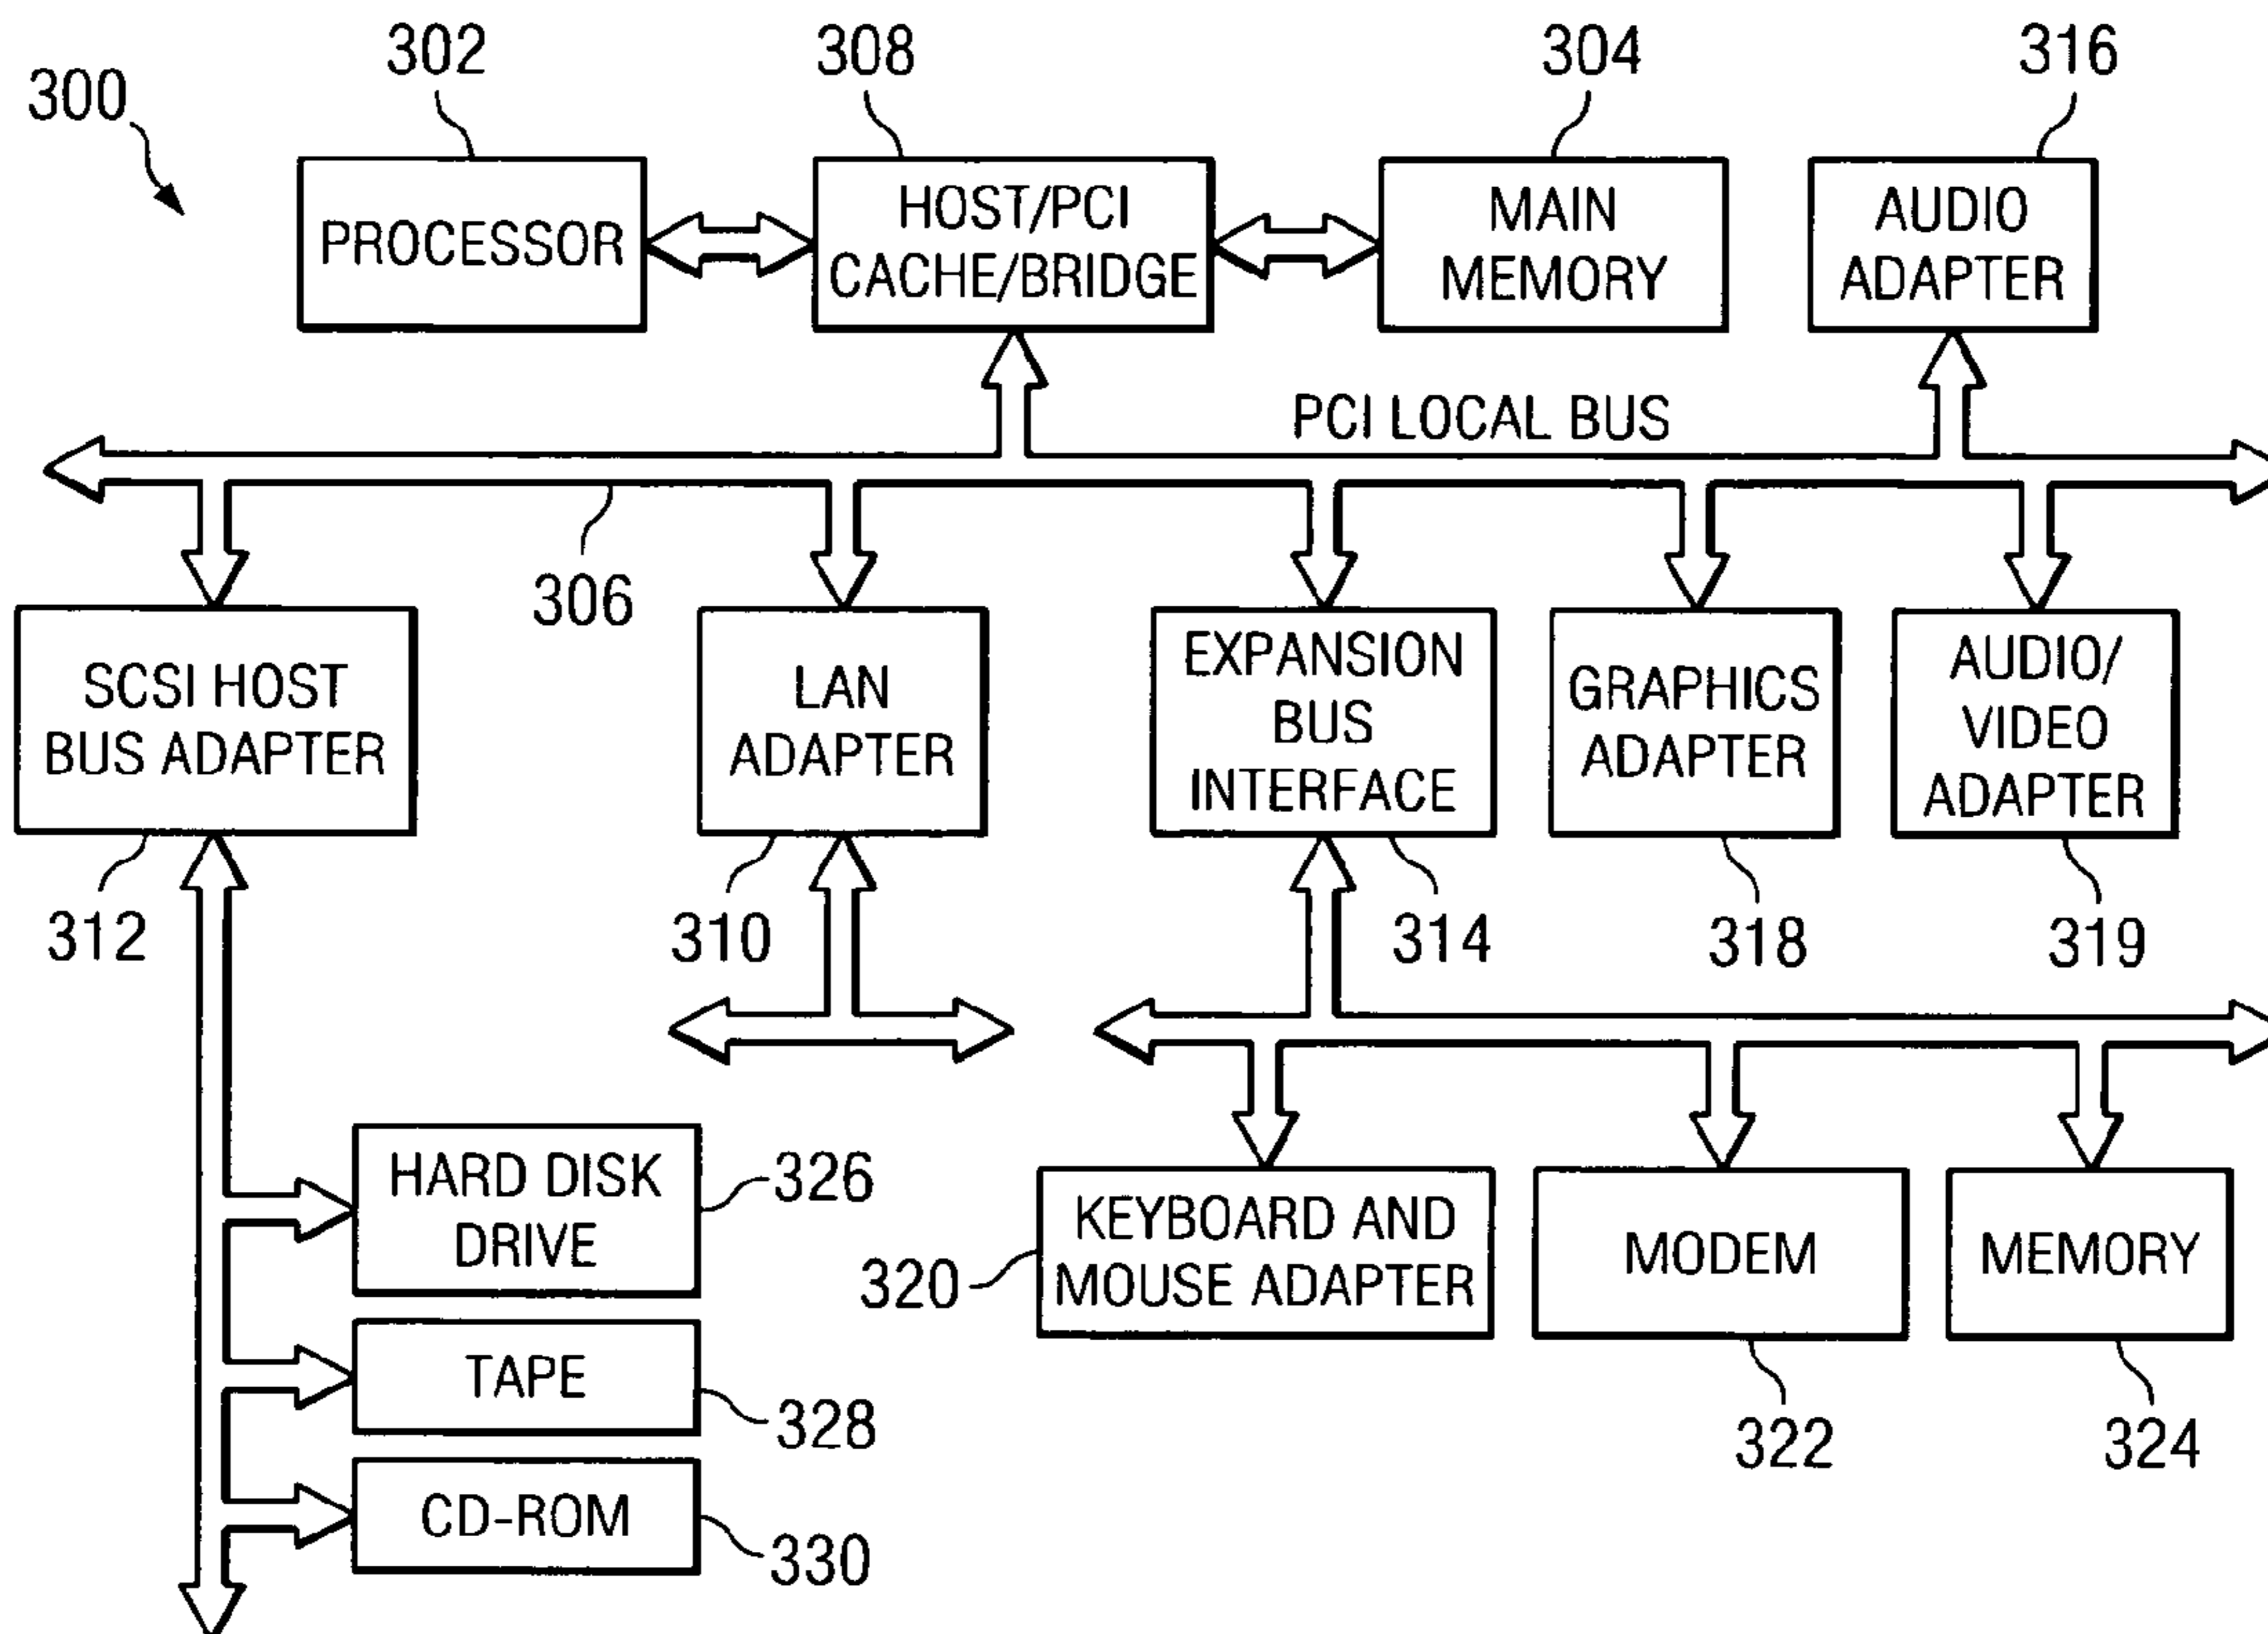 302
308
304
316
300
PROCESSOR
HOST/PCI
CACHE/BRIDGE
MAIN
MEMORY
AUDIO
ADAPTER
PCI LOCAL BUS
306
SCSI HOST
BUS ADAPTER
LAN
ADAPTER
EXPANSION
BUS
INTERFACE
GRAPHICS
ADAPTER
AUDIO/
VIDEO
ADAPTER
312
310
314
318
319
HARD DISK
DRIVE
326
TAPE
328
CD-ROM
330
320
KEYBOARD AND
MOUSE ADAPTER
MODEM
MEMORY
322
324